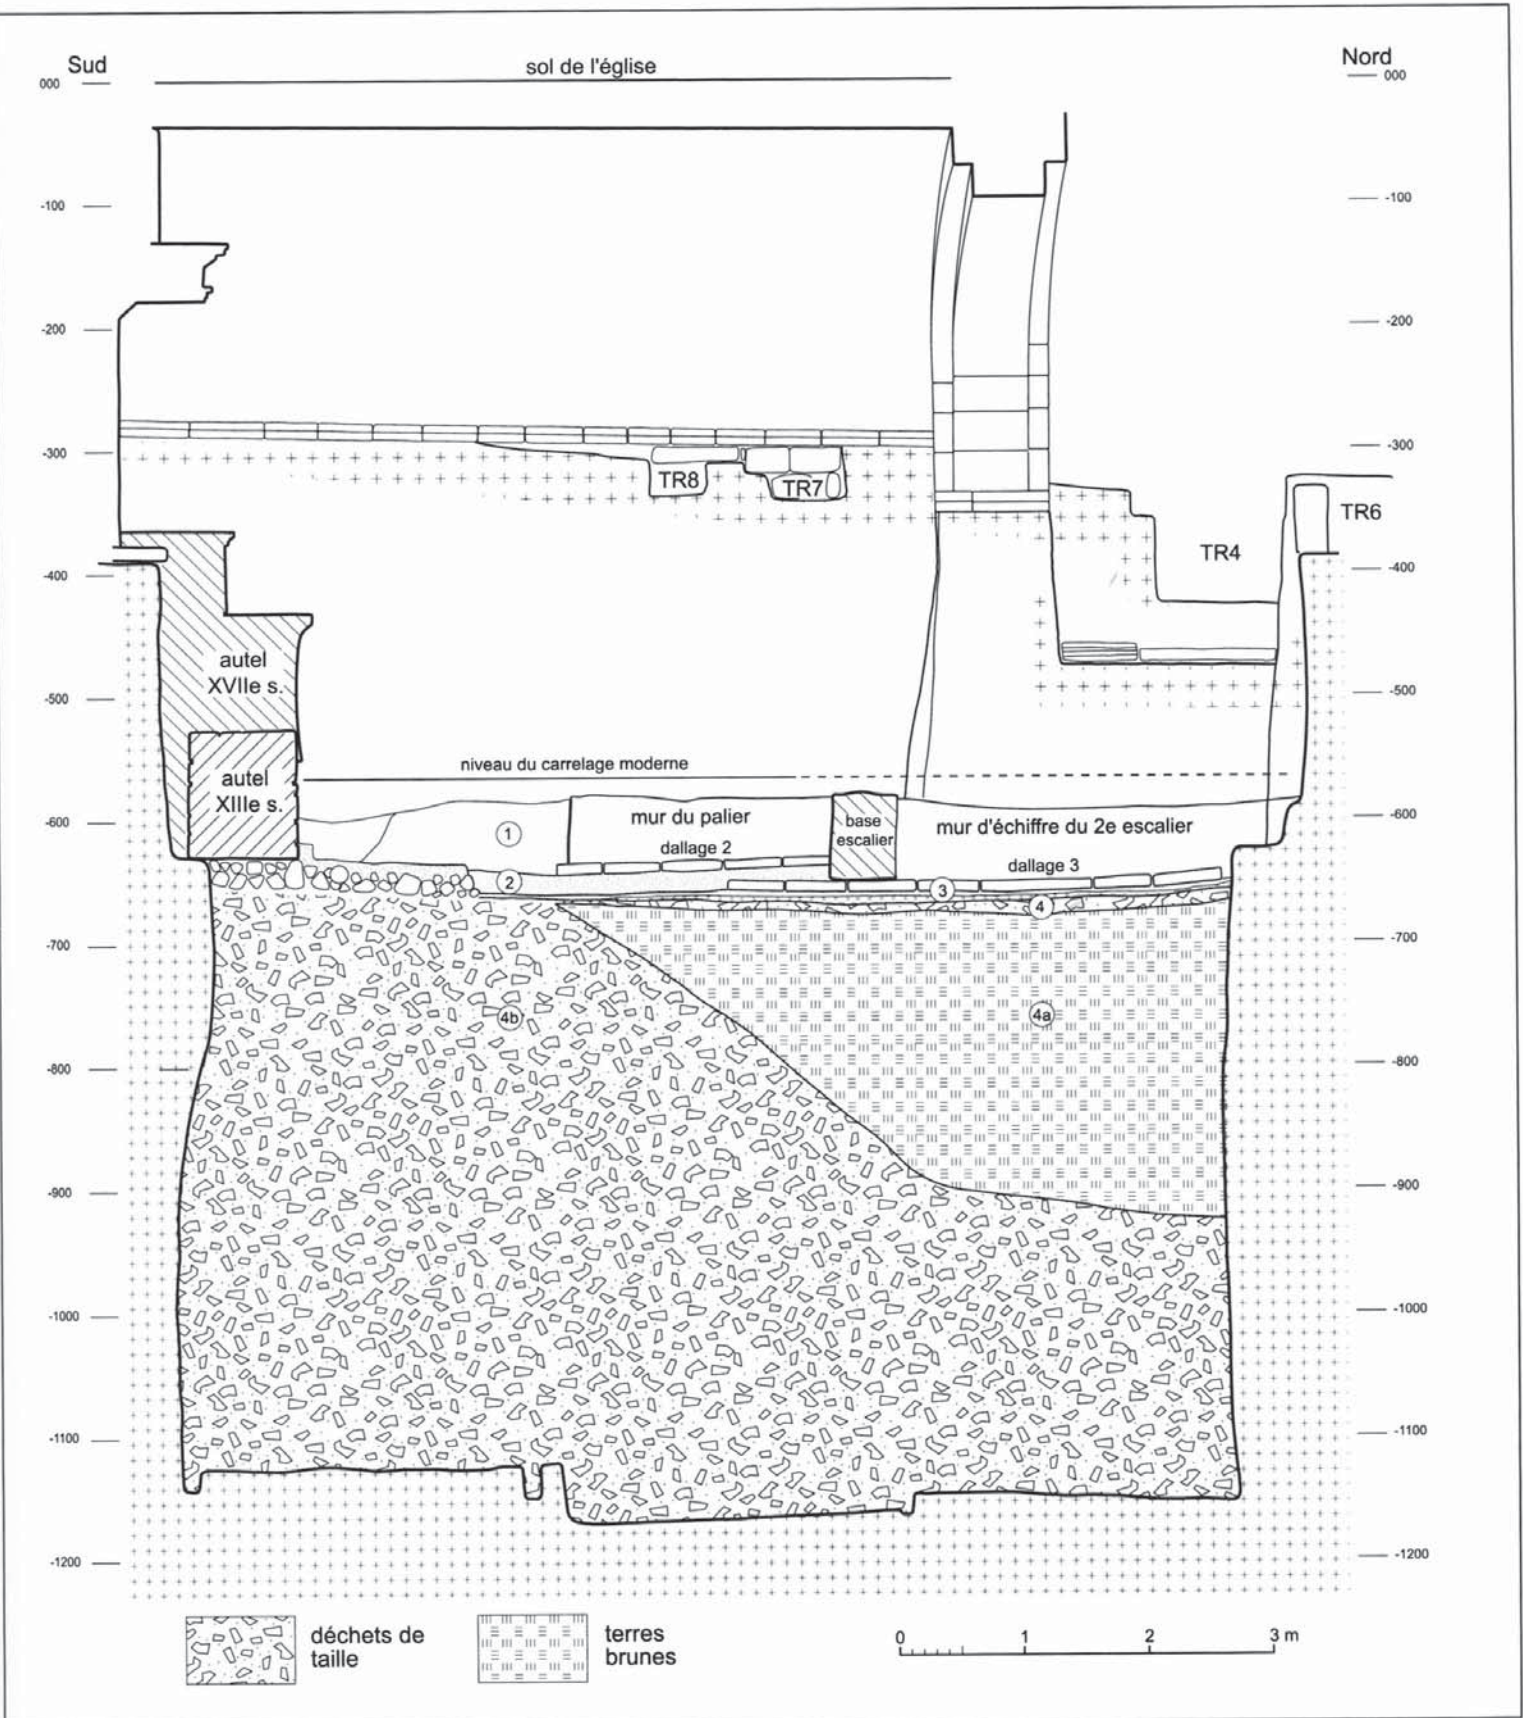 Sud
sol de l'église
Nord
000
000
-100
-100
-200
-200
-300
-300
TR8
TR7
TR6
TR4
-400
-400
autel
XVIIe s.
-500
-500
niveau du carrelage moderne
autel
XIIIe s.
-600
-600
1
mur du palier
dallage 2
base
escalier
mur d'échiffre du 2e escalier
dallage 3
2
3
4
-700
-700
4b
4a
-800
-800
-900
-900
-1000
-1000
-1100
-1100
-1200
-1200
déchets de
taille
terres
brunes
0 1 2 3 m